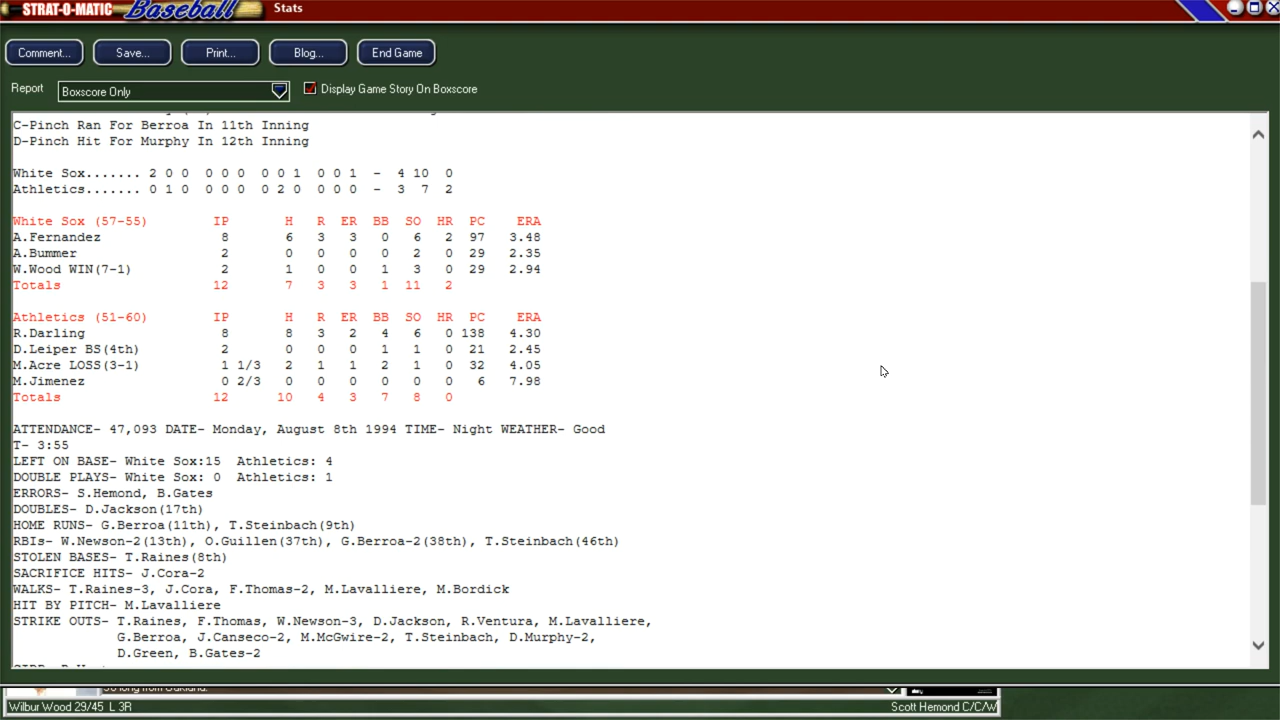 STRAT-O-MATIC Baseball Stats
Comment... Save... Print... Blog... End Game
Report Boxscore Only Display Game Story On Boxscore
C-Pinch Ran For Berroa In 11th Inning
D-Pinch Hit For Murphy In 12th Inning
White Sox....... 2 0 0 0 0 0 0 0 1 0 0 1 - 4 10 0
Athletics....... 0 1 0 0 0 0 0 2 0 0 0 0 - 3 7 2
White Sox (57-55) IP H R ER BB SO HR PC ERA
A.Fernandez 8 6 3 3 0 6 2 97 3.48
A.Bummer 2 0 0 0 0 2 0 29 2.35
W.Wood WIN(7-1) 2 1 0 0 1 3 0 29 2.94
Totals 12 7 3 3 1 11 2
Athletics (51-60) IP H R ER BB SO HR PC ERA
R.Darling 8 8 3 2 4 6 0 138 4.30
D.Leiper BS(4th) 2 0 0 0 1 1 0 21 2.45
M.Acre LOSS(3-1) 1 1/3 2 1 1 2 1 0 32 4.05
M.Jimenez 0 2/3 0 0 0 0 0 0 6 7.98
Totals 12 10 4 3 7 8 0
ATTENDANCE- 47,093 DATE- Monday, August 8th 1994 TIME- Night WEATHER- Good
T- 3:55
LEFT ON BASE- White Sox:15 Athletics: 4
DOUBLE PLAYS- White Sox: 0 Athletics: 1
ERRORS- S.Hemond, B.Gates
DOUBLES- D.Jackson(17th)
HOME RUNS- G.Berroa(11th), T.Steinbach(9th)
RBIs- W.Newson-2(13th), O.Guillen(37th), G.Berroa-2(38th), T.Steinbach(46th)
STOLEN BASES- T.Raines(8th)
SACRIFICE HITS- J.Cora-2
WALKS- T.Raines-3, J.Cora, F.Thomas-2, M.Lavalliere, M.Bordick
HIT BY PITCH- M.Lavalliere
STRIKE OUTS- T.Raines, F.Thomas, W.Newson-3, D.Jackson, R.Ventura, M.Lavalliere,
G.Berroa, J.Canseco-2, M.McGwire-2, T.Steinbach, D.Murphy-2,
D.Green, B.Gates-2
So long from Oakland.
Wilbur Wood 29/45 L 3R Scott Hemond C/C/W